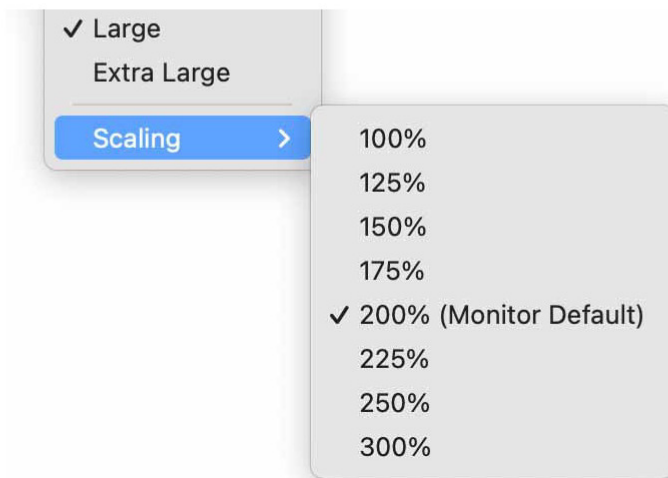 Large
Extra Large
Scaling
100%
125%
150%
175%
200% (Monitor Default)
225%
250%
300%